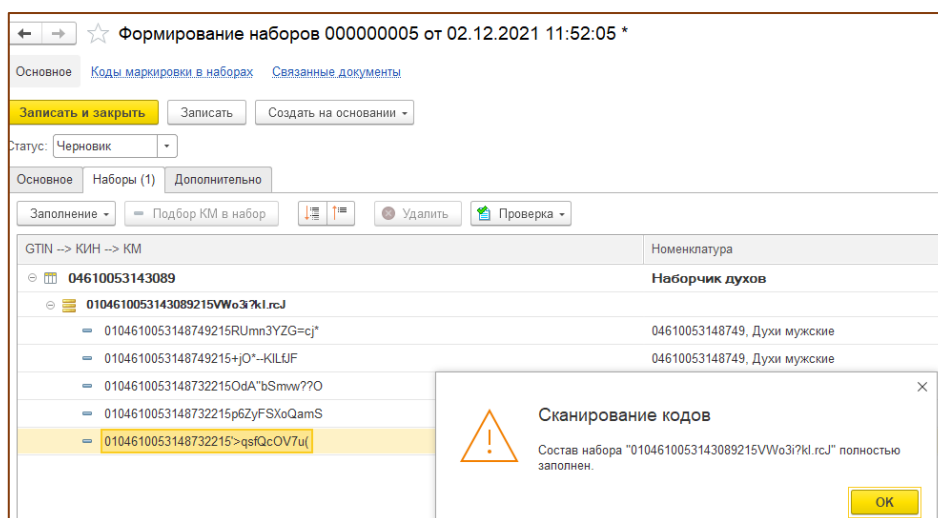 Формирование наборов 000000005 от 02.12.2021 11:52:05 *
Основное Коды маркировки в наборах Связанные документы
Записать и закрыть Записать Создать на основании
Статус: Черновик
Основное Наборы (1) Дополнительно
Заполнение Подбор КМ в набор Удалить Проверка
GTIN --> КИН --> КМ Номенклатура
04610053143089 Наборчик духов
0104610053143089215VWo3i?kl.rcJ
0104610053148749215RUmn3YZG=cj* 04610053148749, Духи мужские
0104610053148749215+jO*--KILfJF 04610053148749, Духи мужские
0104610053148732215OdA"bSmvw??O
0104610053148732215p6ZyFSXoQamS
0104610053148732215'>qsfQcOV7u(
Сканирование кодов
Состав набора "0104610053143089215VWo3i?kl.rcJ" полностью
заполнен.
ОК